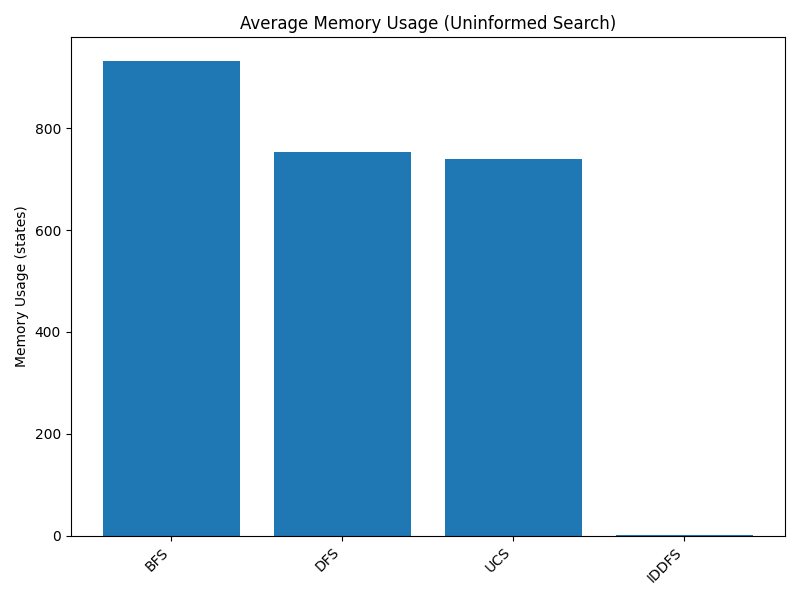 Average Memory Usage (Uninformed Search)
Memory Usage (states)
800
600
400
200
0
BFS
DFS
UCS
IDDFS